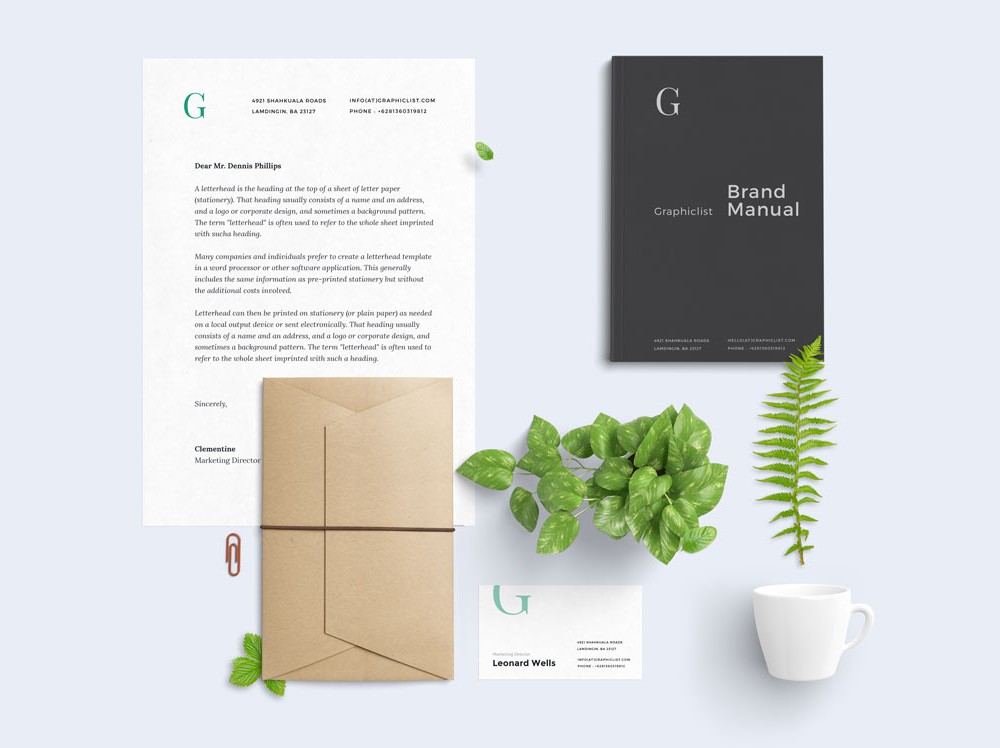 G
4921 SHAHKUALA ROADS
LAMDINGIN, BA 23127
INFO(AT)GRAPHICLIST.COM
PHONE : +6281360319812
Dear Mr. Dennis Phillips
A letterhead is the heading at the top of a sheet of letter paper
(stationery). That heading usually consists of a name and an address,
and a logo or corporate design, and sometimes a background pattern.
The term "letterhead" is often used to refer to the whole sheet imprinted
with sucha heading.
Many companies and individuals prefer to create a letterhead template
in a word processor or other software application. This generally
includes the same information as pre-printed stationery but without
the additional costs involved.
Letterhead can then be printed on stationery (or plain paper) as needed
on a local output device or sent electronically. That heading usually
consists of a name and an address, and a logo or corporate design, and
sometimes a background pattern. The term "letterhead" is often used to
refer to the whole sheet imprinted with such a heading.
Sincerely,
Clementine
Marketing Director
G
Brand
Graphiclist Manual
4921 SHAHKUALA ROADS
LAMDINGIN, BA 23127
HELLO(AT)GRAPHICLIST.COM
PHONE : +6281360319812
G
Marketing Director
Leonard Wells
4921 SHAHKUALA ROADS
LAMDINGIN, BA 23127
INFO(AT)GRAPHICLIST.COM
PHONE : +6281360319812